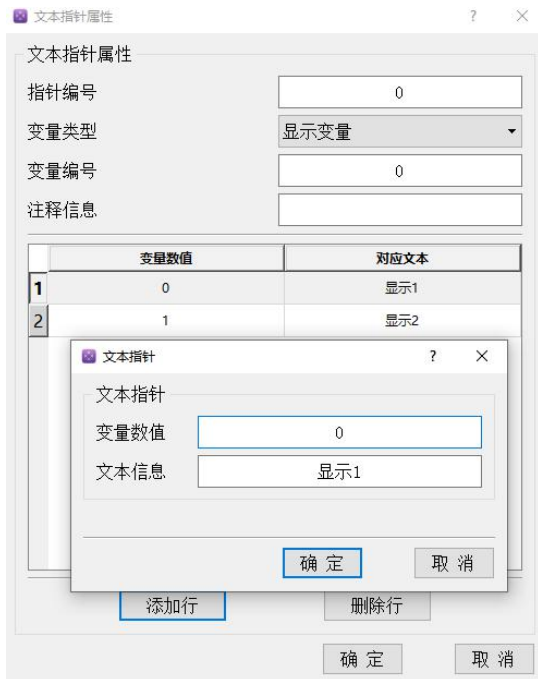 文本指针属性 ? ×
文本指针属性
指针编号 0
变量类型 显示变量
变量编号 0
注释信息
变量数值 对应文本
1 0 显示1
2 1 显示2
文本指针 ? ×
文本指针
变量数值 0
文本信息 显示1
确 定 取 消
添加行 删除行
确 定 取 消